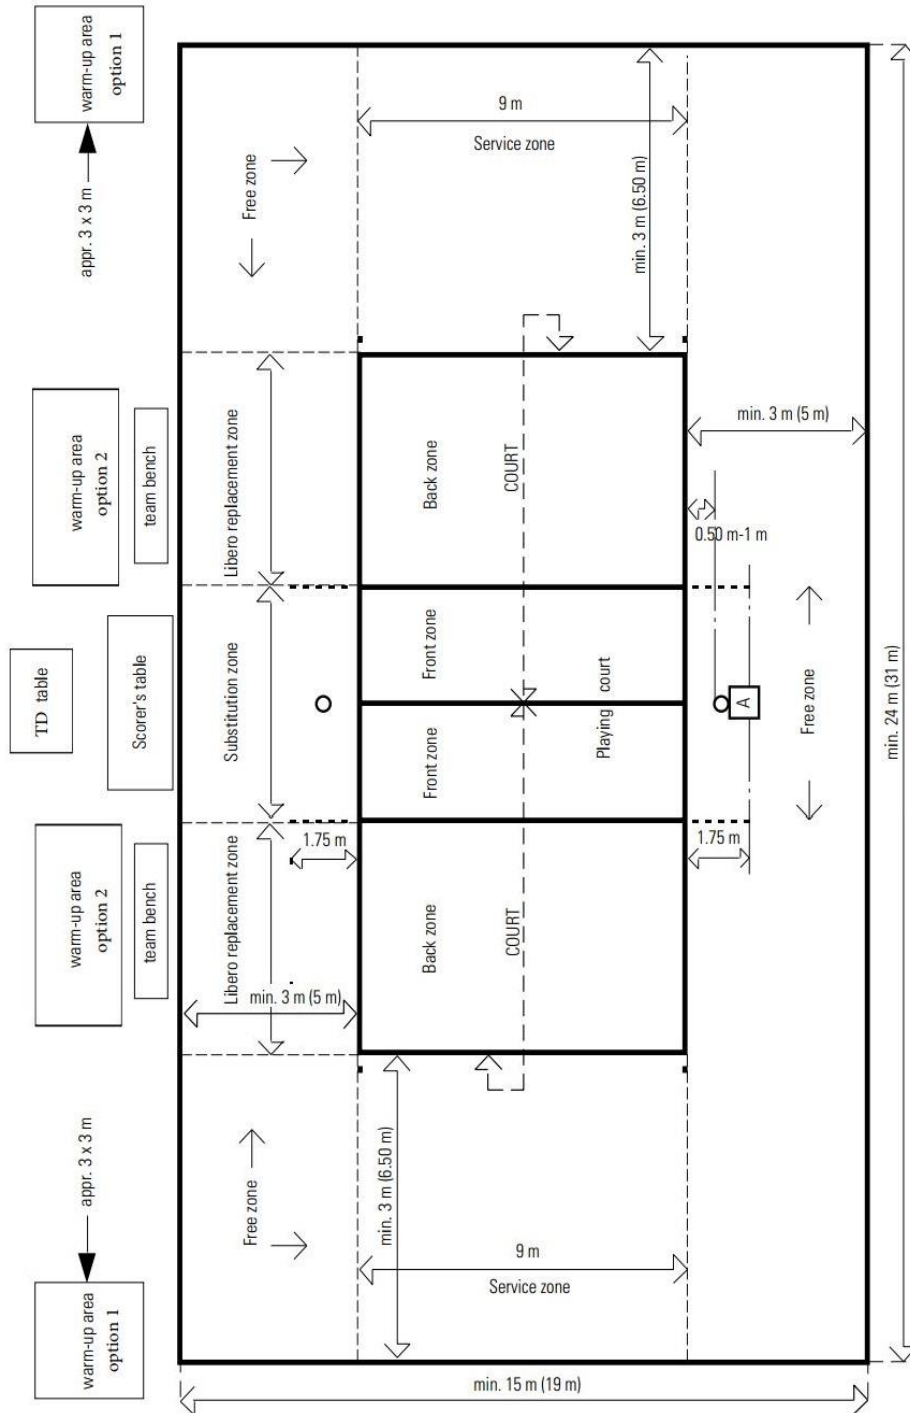 warm-up area
option 1
appr. 3 x 3 m
Free zone
9 m
Service zone
min. 3 m (6.50 m)
warm-up area
option 2
team bench
Libero replacement zone
Back zone
COURT
min. 3 m (5 m)
0.50 m-1 m
TD table
Scorer's table
Substitution zone
Front zone
court
Front zone
Playing
A
Free zone
min. 24 m (31 m)
1.75 m
1.75 m
warm-up area
option 2
team bench
Libero replacement zone
Back zone
COURT
min. 3 m (5 m)
appr. 3 x 3 m
Free zone
min. 3 m (6.50 m)
9 m
Service zone
warm-up area
option 1
min. 15 m (19 m)